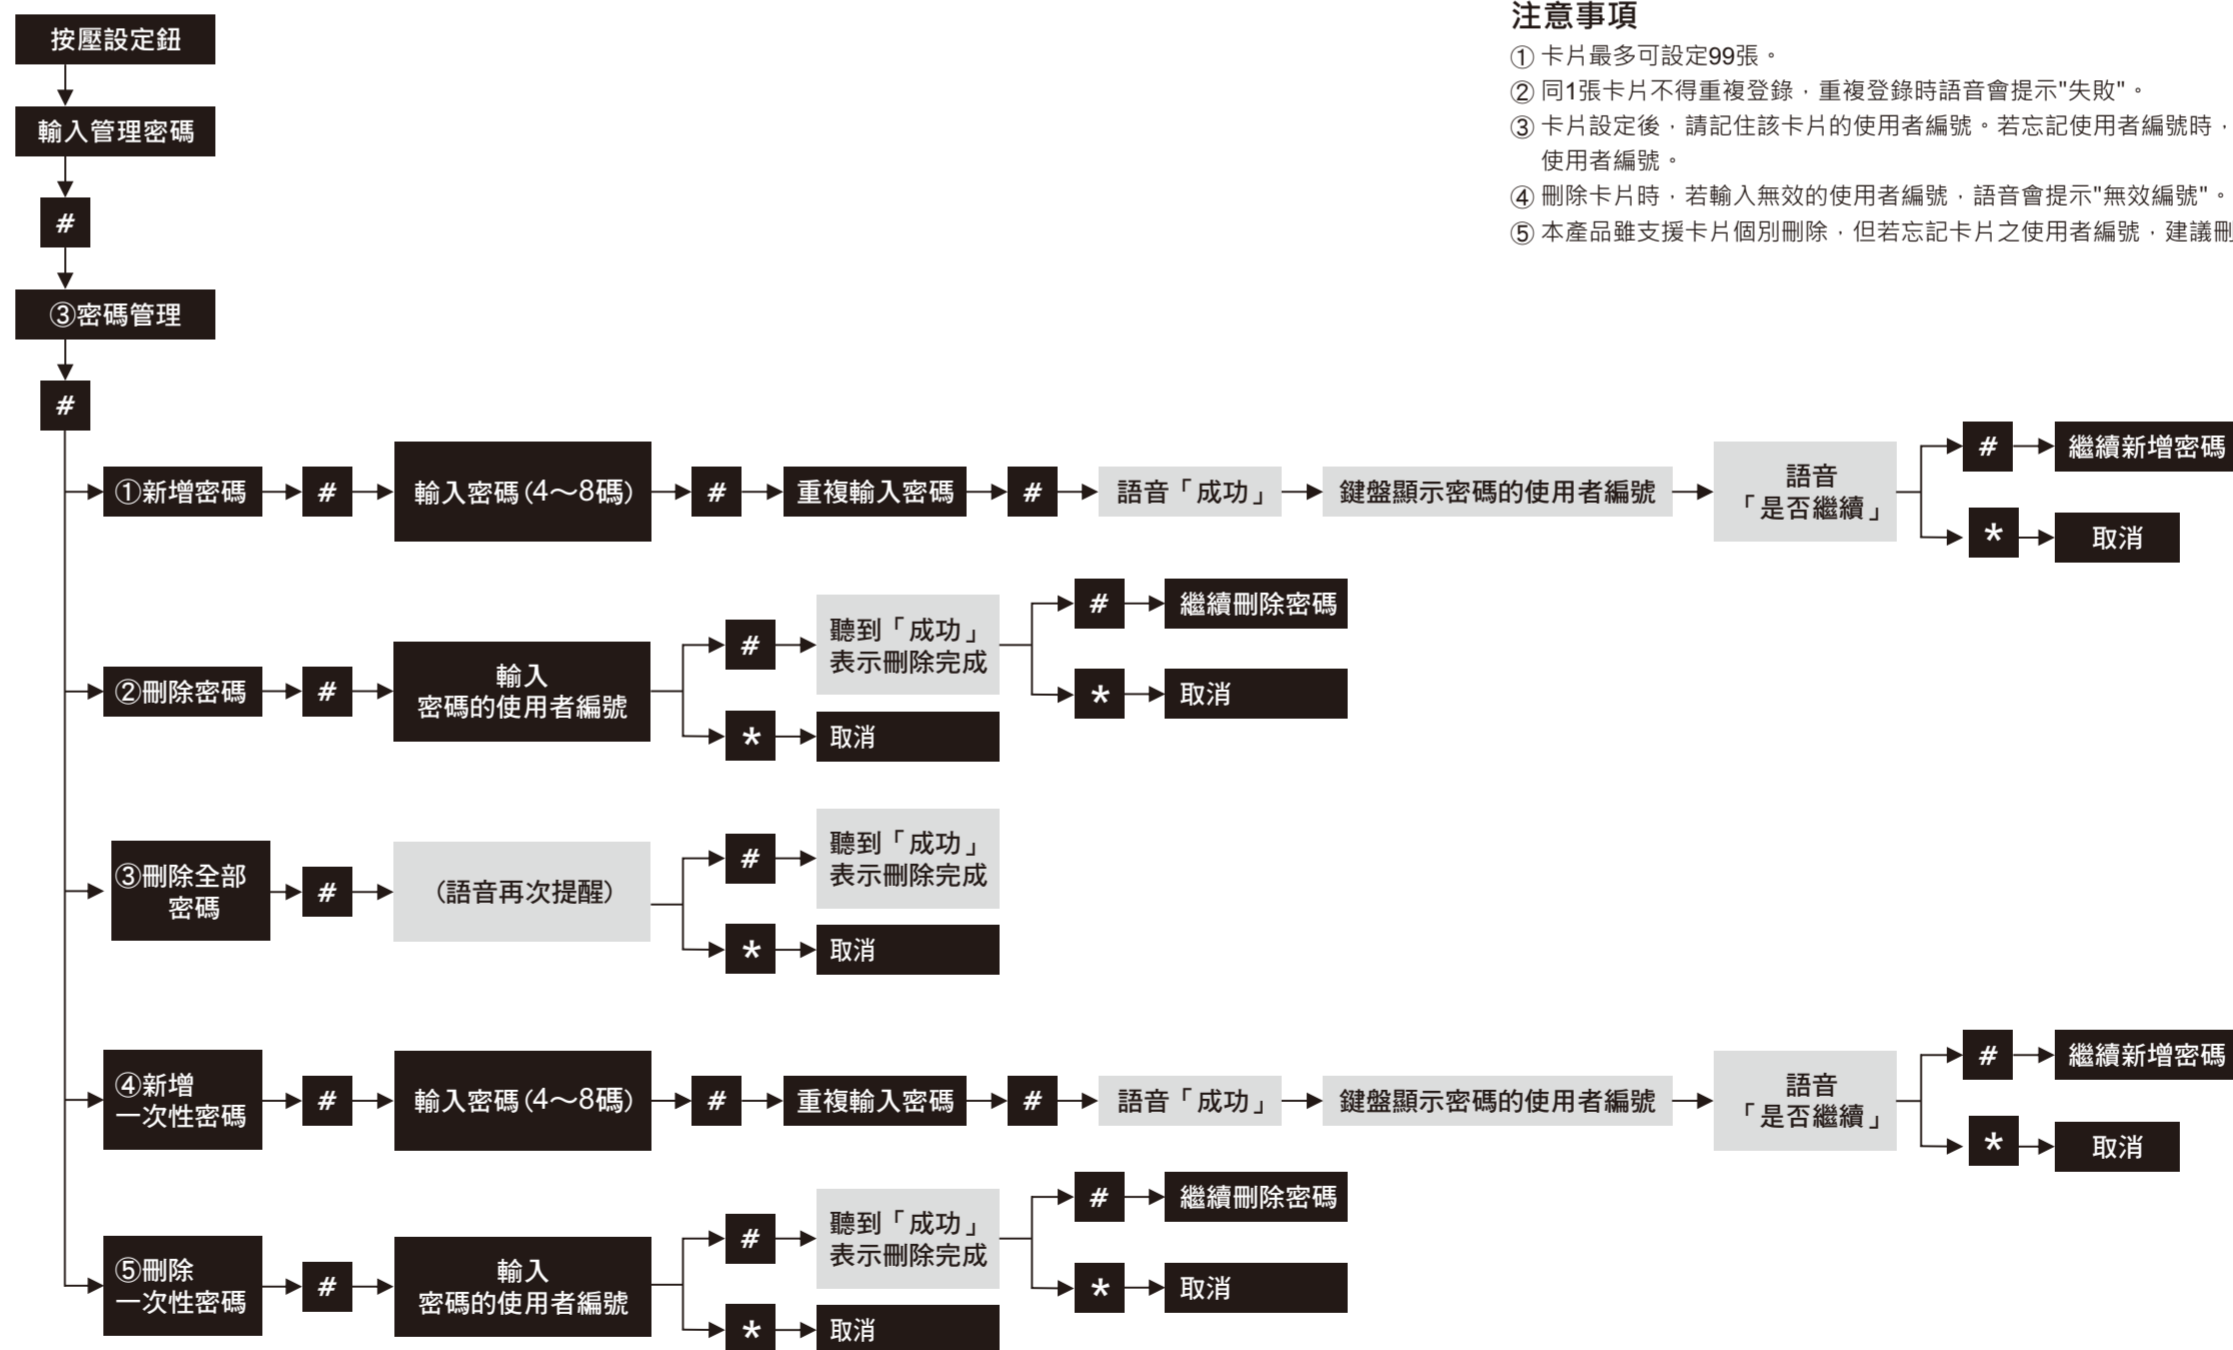 注意事項
① 卡片最多可設定99張。
② 同1張卡片不得重複登錄，重複登錄時語音會提示"失敗"。
③ 卡片設定後，請記住該卡片的使用者編號。若忘記使用者編號時，
使用者編號。
④ 刪除卡片時，若輸入無效的使用者編號，語音會提示"無效編號"。
⑤ 本產品雖支援卡片個別刪除，但若忘記卡片之使用者編號，建議刪
按壓設定鈕
輸入管理密碼
#
③密碼管理
#
①新增密碼
#
輸入密碼(4～8碼)
#
重複輸入密碼
#
語音「成功」
鍵盤顯示密碼的使用者編號
語音
「是否繼續」
#
繼續新增密碼
*
取消
②刪除密碼
#
輸入
密碼的使用者編號
#
聽到「成功」
表示刪除完成
#
繼續刪除密碼
*
取消
*
取消
③刪除全部
密碼
#
(語音再次提醒)
#
聽到「成功」
表示刪除完成
*
取消
④新增
一次性密碼
#
輸入密碼(4～8碼)
#
重複輸入密碼
#
語音「成功」
鍵盤顯示密碼的使用者編號
語音
「是否繼續」
#
繼續新增密碼
*
取消
⑤刪除
一次性密碼
#
輸入
密碼的使用者編號
#
聽到「成功」
表示刪除完成
#
繼續刪除密碼
*
取消
*
取消